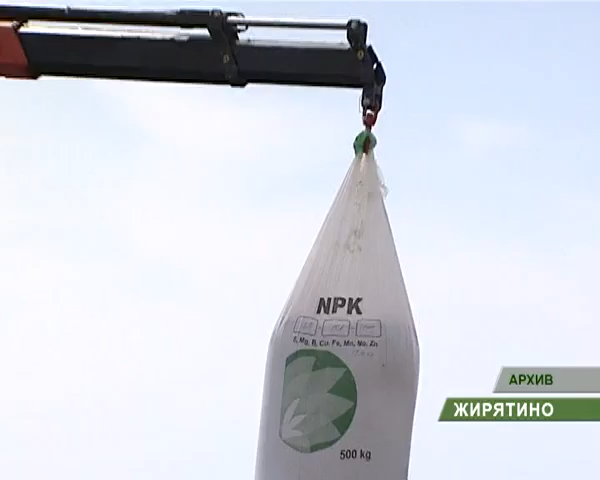 NPK
S, Mg, B, Cu, Fe, Mn, Mo, Zn
500 kg
АРХИВ
ЖИРЯТИНО